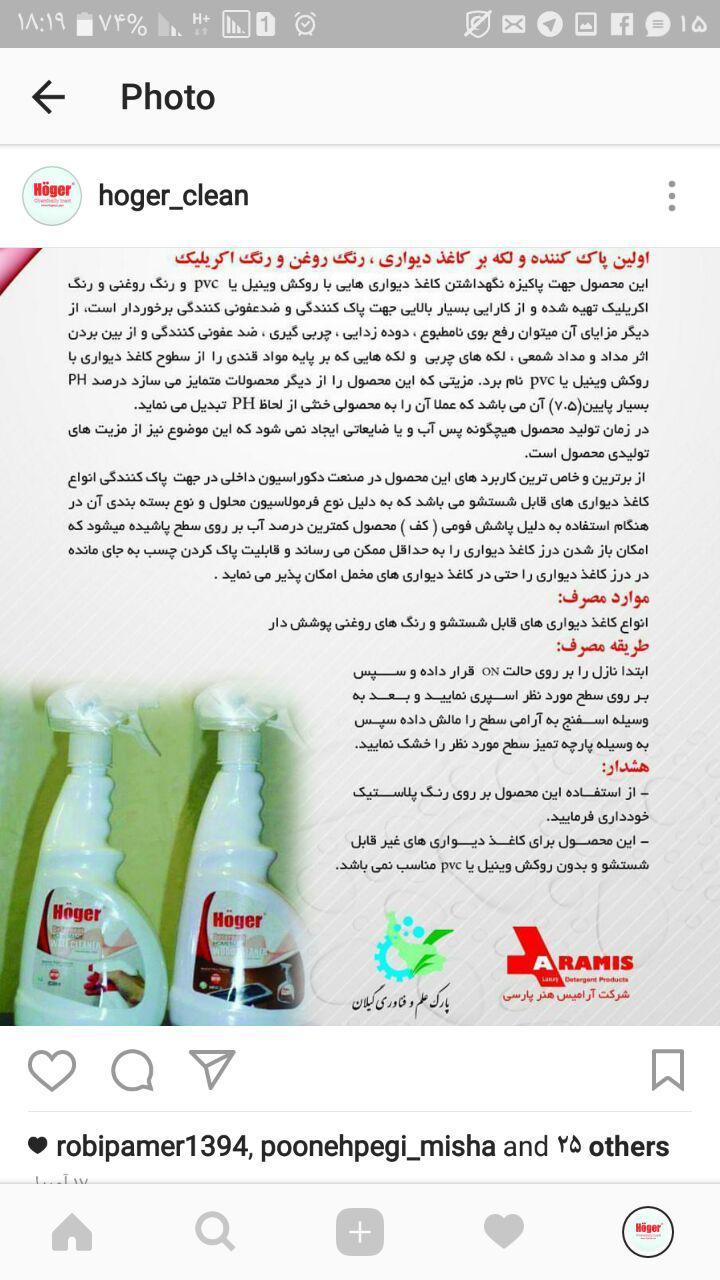 ۱۸:۱۹ ۷۴% H+ 1 ۱۵
Photo
Höger
hoger_clean
اولین پاک کننده و لکه بر کاغذ دیواری ، رنگ روغن و رنگ اکریلیک
این محصول جهت پاکیزه نگهداشتن کاغذ دیواری هایی با روکش وینیل یا pvc و رنگ روغنی و رنگ
اکریلیک تهیه شده و از کارایی بسیار بالایی جهت پاک کنندگی و ضدعفونی کنندگی برخوردار است، از
دیگر مزایای آن میتوان رفع بوی نامطبوع ، دوده زدایی ، چربی گیری ، ضد عفونی کنندگی و از بین بردن
اثر مداد و مداد شمعی ، لکه های چربی و لکه هایی که بر پایه مواد قندی را از سطوح کاغذ دیواری با
روکش وینیل یا pvc نام برد. مزیتی که این محصول را از دیگر محصولات متمایز می سازد درصد PH
بسیار پایین(۷.۵) آن می باشد که عملا آن را به محصولی خنثی از لحاظ PH تبدیل می نماید.
در زمان تولید محصول هیچگونه پس آب و یا ضایعاتی ایجاد نمی شود که این موضوع نیز از مزیت های
تولیدی محصول است.
از برترین و خاص ترین کاربرد های این محصول در صنعت دکوراسیون داخلی در جهت پاک کنندگی انواع
کاغذ دیواری های قابل شستشو می باشد که به دلیل نوع فرمولاسیون محلول و نوع بسته بندی آن در
هنگام استفاده به دلیل پاشش فومی ( کف ) محصول کمترین درصد آب بر روی سطح پاشیده میشود که
امکان باز شدن درز کاغذ دیواری را به حداقل ممکن می رساند و قابلیت پاک کردن چسب به جای مانده
در درز کاغذ دیواری را حتی در کاغذ دیواری های مخمل امکان پذیر می نماید .
موارد مصرف:
انواع کاغذ دیواری های قابل شستشو و رنگ های روغنی پوشش دار
طریقه مصرف:
ابتدا نازل را بر روی حالت ON قرار داده و سپس
بر روی سطح مورد نظر اسپری نمایید و بعد به
وسیله اسفنج به آرامی سطح را مالش داده سپس
به وسیله پارچه تمیز سطح مورد نظر را خشک نمایید.
هشدار:
- از استفاده این محصول بر روی رنگ پلاستیک
خودداری فرمایید.
- این محصول برای کاغذ دیواری های غیر قابل
شستشو و بدون روکش وینیل یا pvc مناسب نمی باشد.
Höger
WALL CLEANER
Höger
WOOD CLEANER
پارک علم و فناوری گیلان
ARAMIS
Luxury Detergent Products
شرکت آرامیس هنر پارسی
robipamer1394, poonehpegi_misha and ۲۵ others
Höger